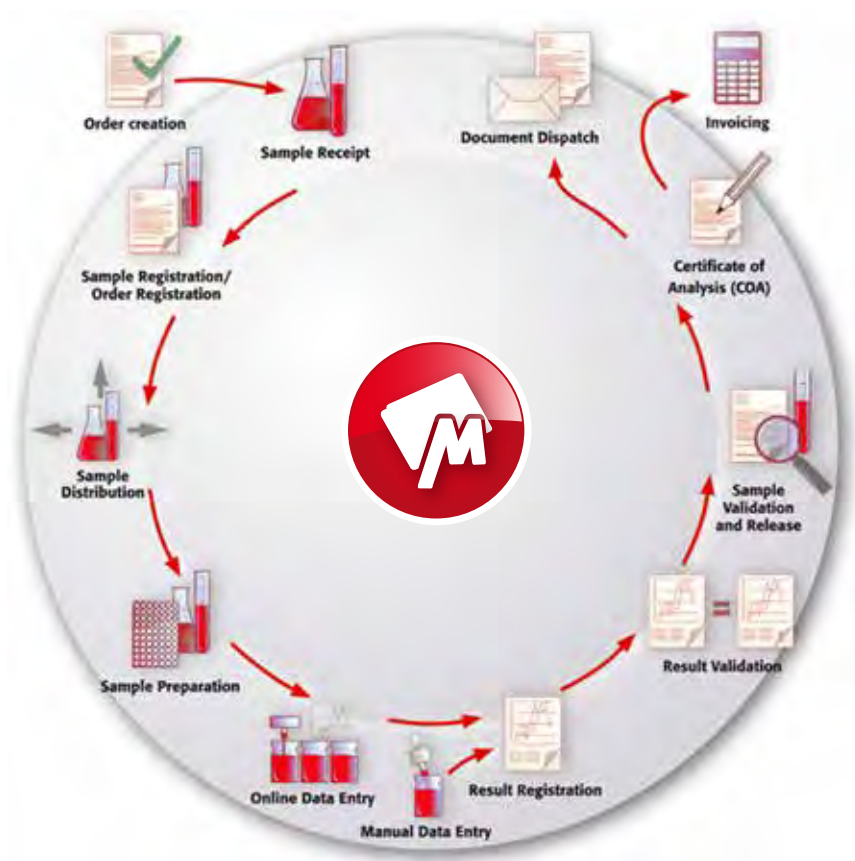 Order creation
Sample Receipt
Sample Registration/
Order Registration
Sample
Distribution
Sample Preparation
Online Data Entry
Manual Data Entry
Result Registration
Result Validation
Sample
Validation
and Release
Certificate of
Analysis (COA)
Document Dispatch
Invoicing
M